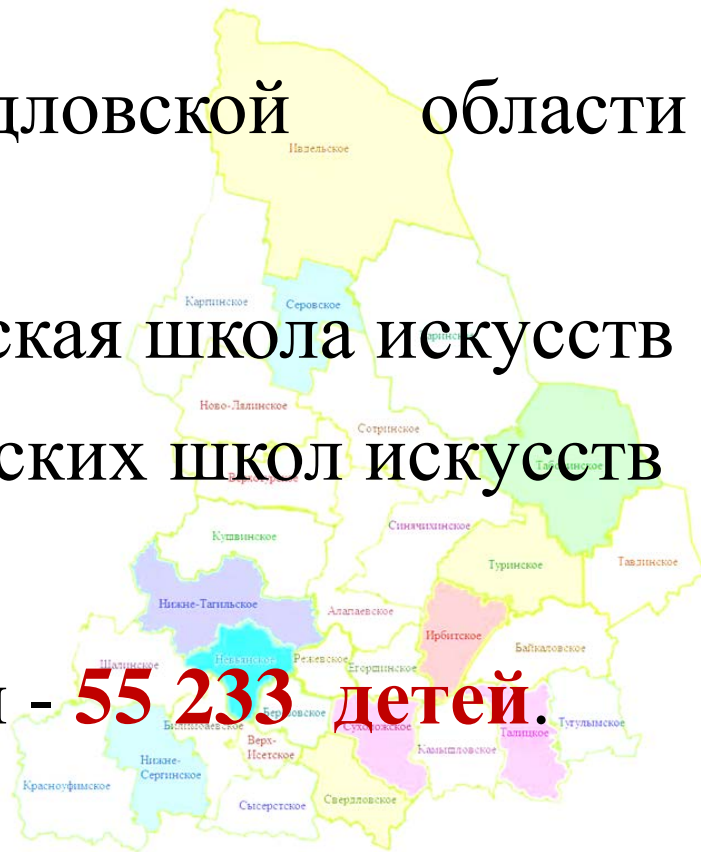 дловской области
Ивдельское
Карпинское Серовское
ская школа искусств
Ново-Лялинское
Сотринское
ских школ искусств
Кушвинское
Синячихинское
Туринское
Тавдинское
Нижне-Тагильское
Алапаевское
Ирбитское
Байкаловское
Шалинское Невьянское Режевское Егоршинское
и - 55 233 детей.
Талицкое Тугулымское
Верх-Исетское
Камышловское
Нижне-Сергинское
Красноуфимское
Сысертское
Свердловское